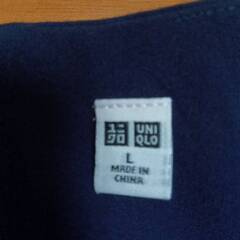 ユニ UNI
クロ QLO
L
MADE IN
CHINA